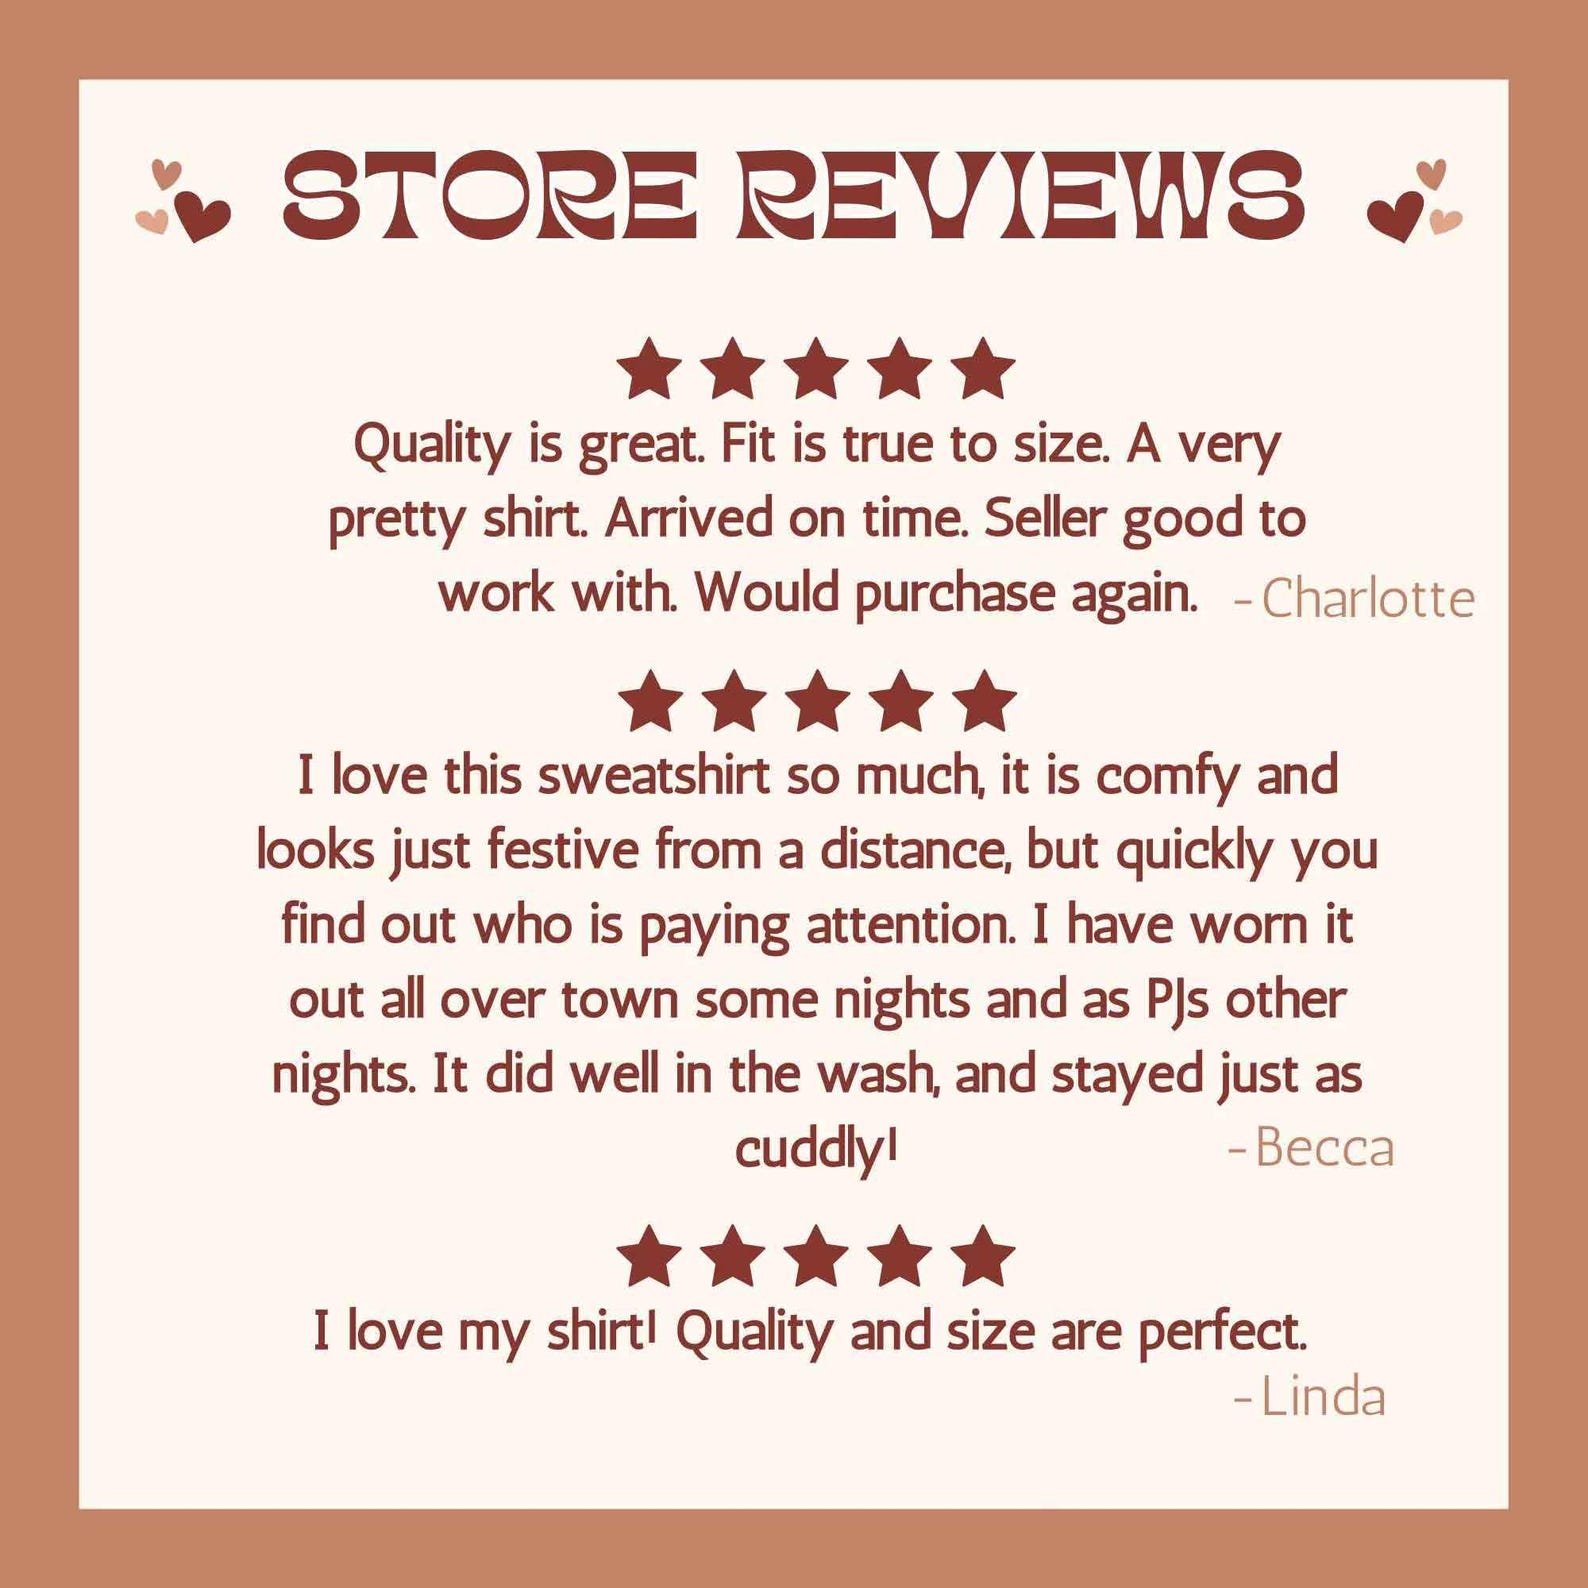 STORE REVIEWS
Quality is great. Fit is true to size. A very
pretty shirt. Arrived on time. Seller good to
work with. Would purchase again.
-Charlotte
I love this sweatshirt so much, it is comfy and
looks just festive from a distance, but quickly you
find out who is paying attention. I have worn it
out all over town some nights and as PJs other
nights. It did well in the wash, and stayed just as
cuddly!
-Becca
I love my shirt! Quality and size are perfect.
-Linda